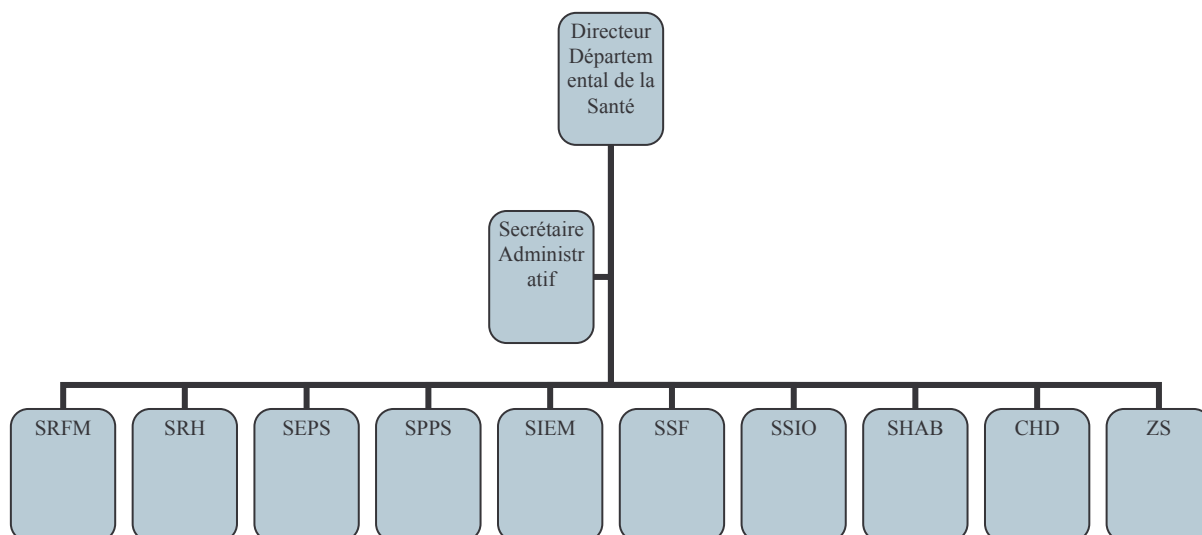 Directeur
Départem
ental de la
Santé
Secrétaire
Administr
atif
SRFM
SRH
SEPS
SPPS
SIEM
SSF
SSIO
SHAB
CHD
ZS